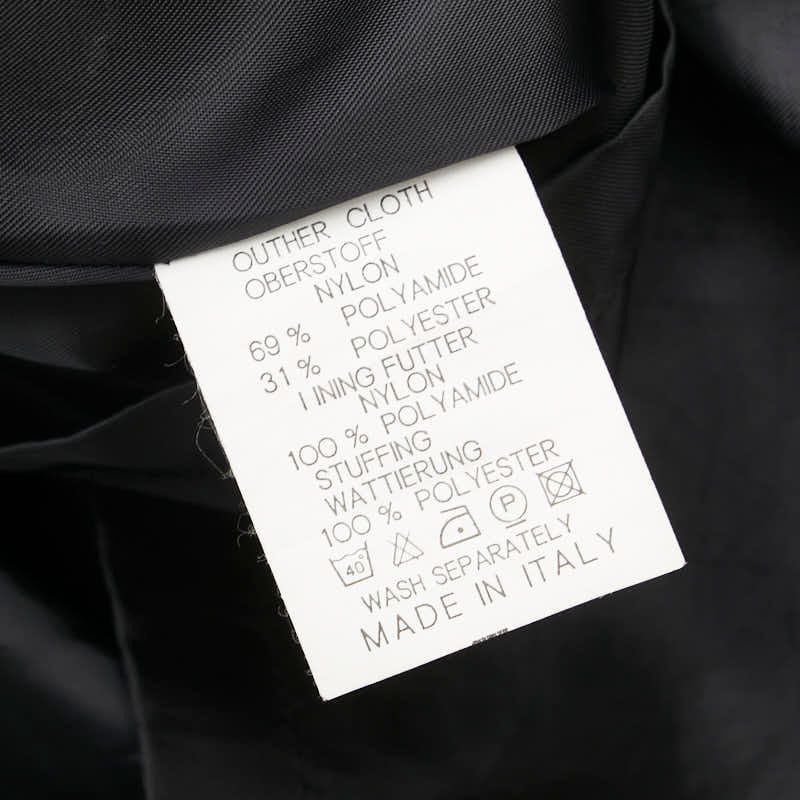 OUTHER CLOTH
OBERSTOFF
NYLON
69 % POLYAMIDE
31 % POLYESTER
LINING FUTTER
NYLON
100 % POLYAMIDE
STUFFING
WATTIERUNG
100 % POLYESTER
40° P
WASH SEPARATELY
MADE IN ITALY